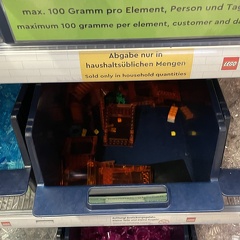 max. 100 Gramm pro Element, Person und Tag
maximum 100 gramme per element, customer and da
Abgabe nur in
haushaltsüblichen Mengen
Sold only in household quantities
LEGO